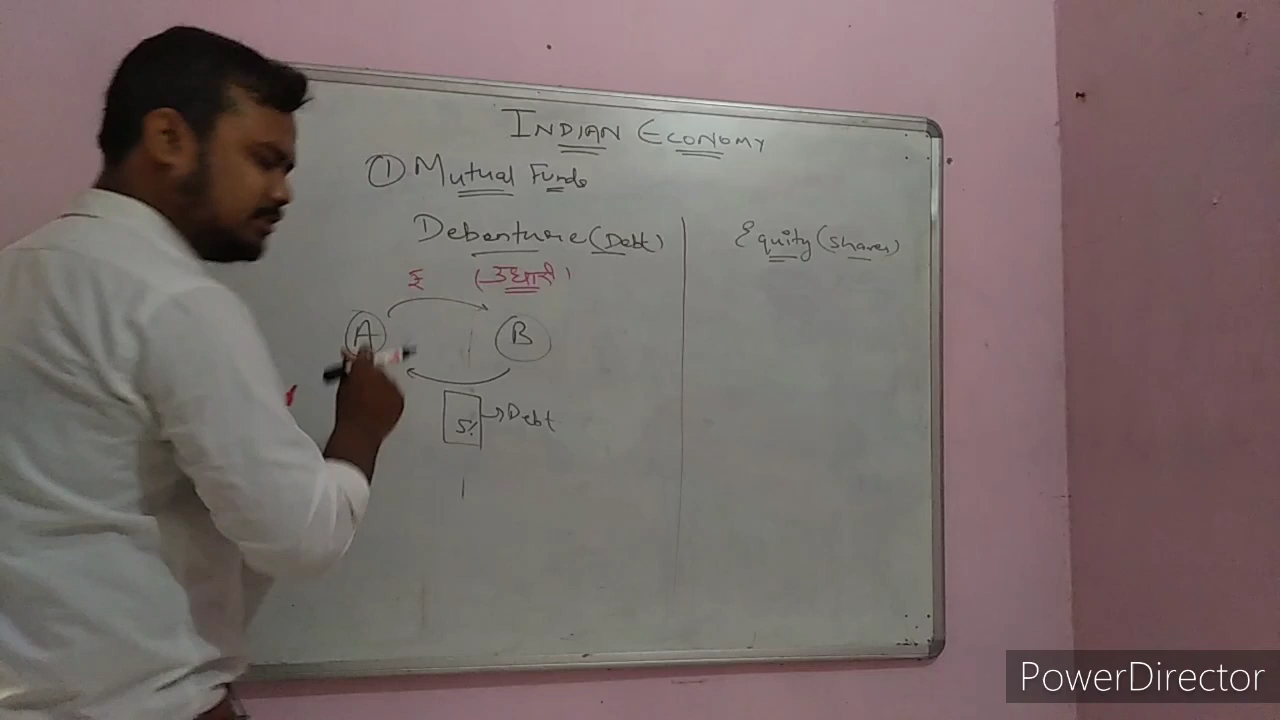 INDIAN ECONOMY
① Mutual Funds
Debenture (Debt)
Equity (Shares)
₹ (उधारी)
A B
5% → Debt
PowerDirector